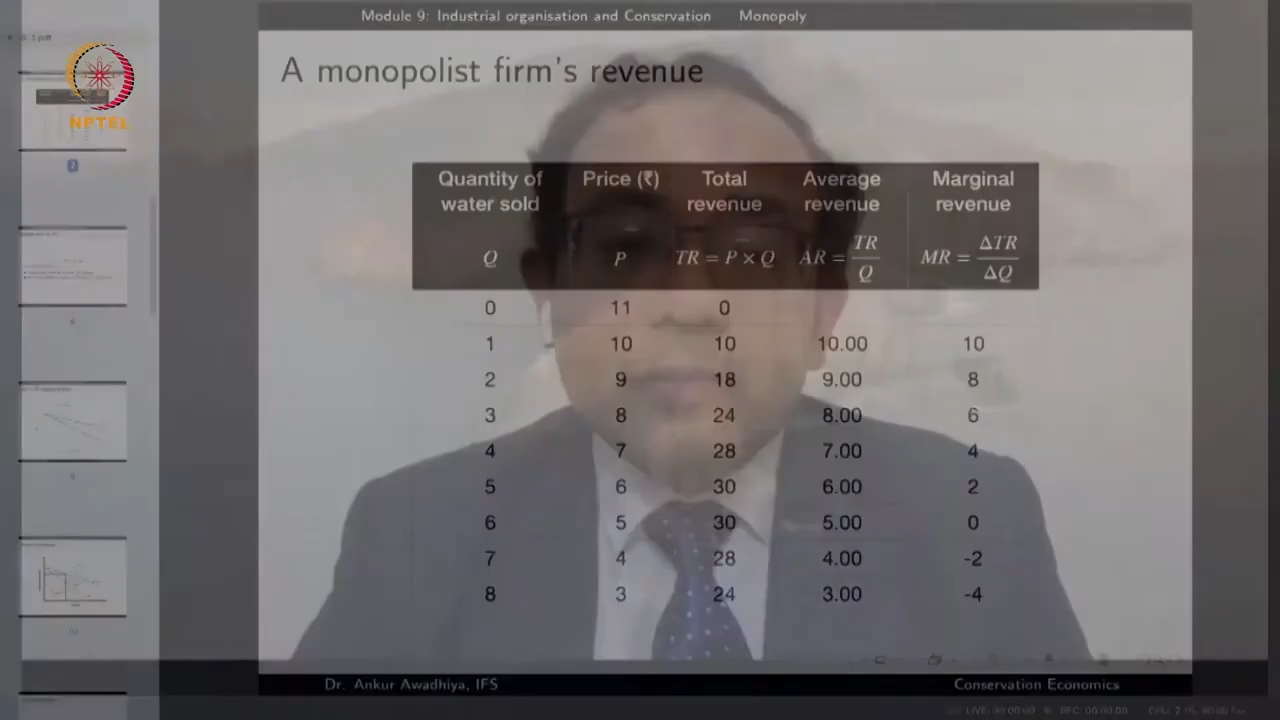 Module 9: Industrial organisation and Conservation Monopoly
NPTEL
A monopolist firm's revenue
Quantity of water sold Price (₹) Total revenue Average revenue Marginal revenue
Q P TR = P × Q AR = TR/Q MR = ΔTR/ΔQ
0 11 0
1 10 10 10.00 10
2 9 18 9.00 8
3 8 24 8.00 6
4 7 28 7.00 4
5 6 30 6.00 2
6 5 30 5.00 0
7 4 28 4.00 -2
8 3 24 3.00 -4
Dr. Ankur Awadhiya, IFS Conservation Economics